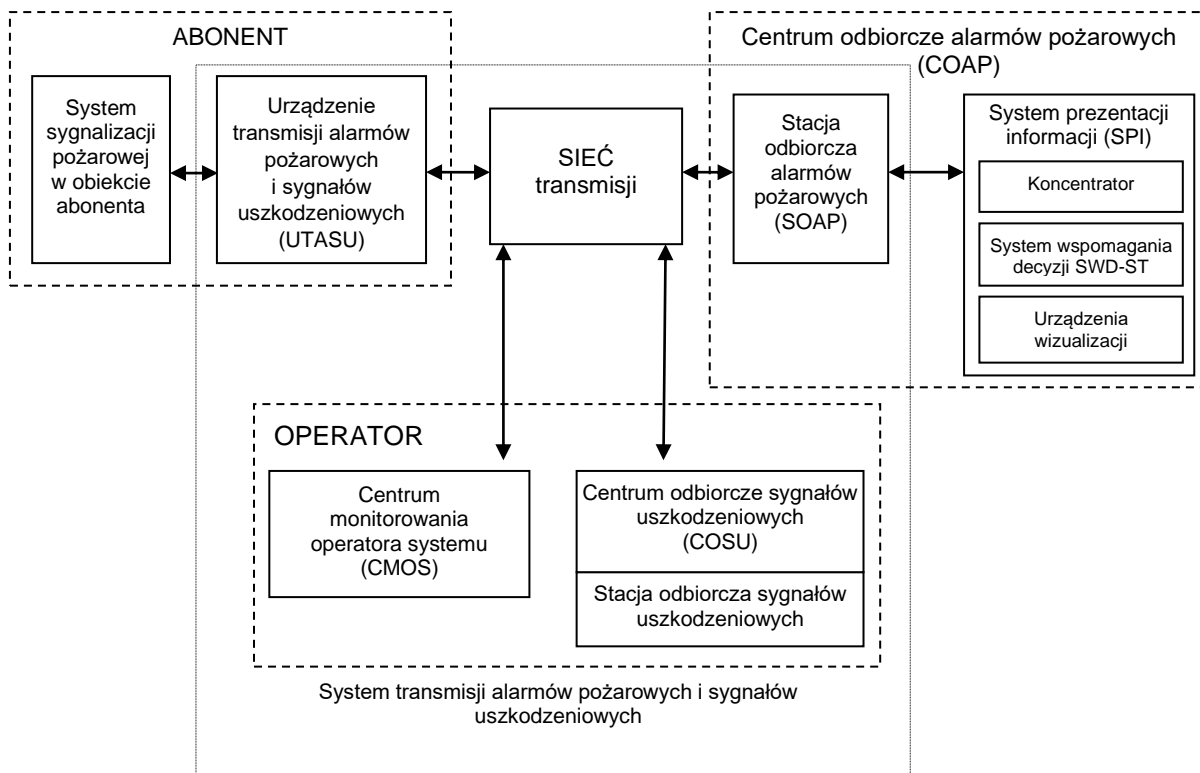 ABONENT
System
sygnalizacji
pożarowej
w obiekcie
abonenta
Urządzenie
transmisji alarmów
pożarowych
i sygnałów
uszkodzeniowych
(UTASU)
SIEĆ
transmisji
Centrum odbiorcze alarmów pożarowych
(COAP)
Stacja
odbiorcza
alarmów
pożarowych
(SOAP)
System prezentacji
informacji (SPI)
Koncentrator
System wspomagania
decyzji SWD-ST
Urządzenia
wizualizacji
OPERATOR
Centrum
monitorowania
operatora systemu
(CMOS)
Centrum odbiorcze sygnałów
uszkodzeniowych
(COSU)
Stacja odbiorcza sygnałów
uszkodzeniowych
System transmisji alarmów pożarowych i sygnałów
uszkodzeniowych